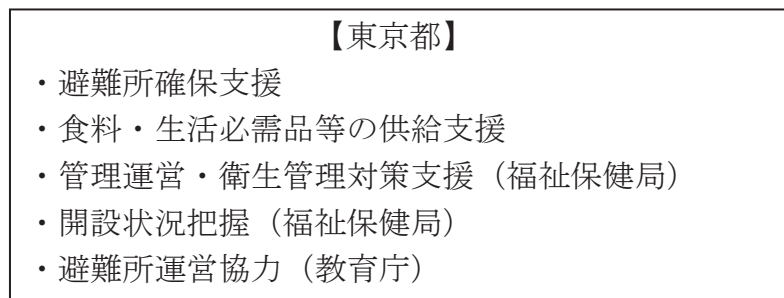 【東京都】
・避難所確保支援
・食料・生活必需品等の供給支援
・管理運営・衛生管理対策支援（福祉保健局）
・開設状況把握（福祉保健局）
・避難所運営協力（教育庁）